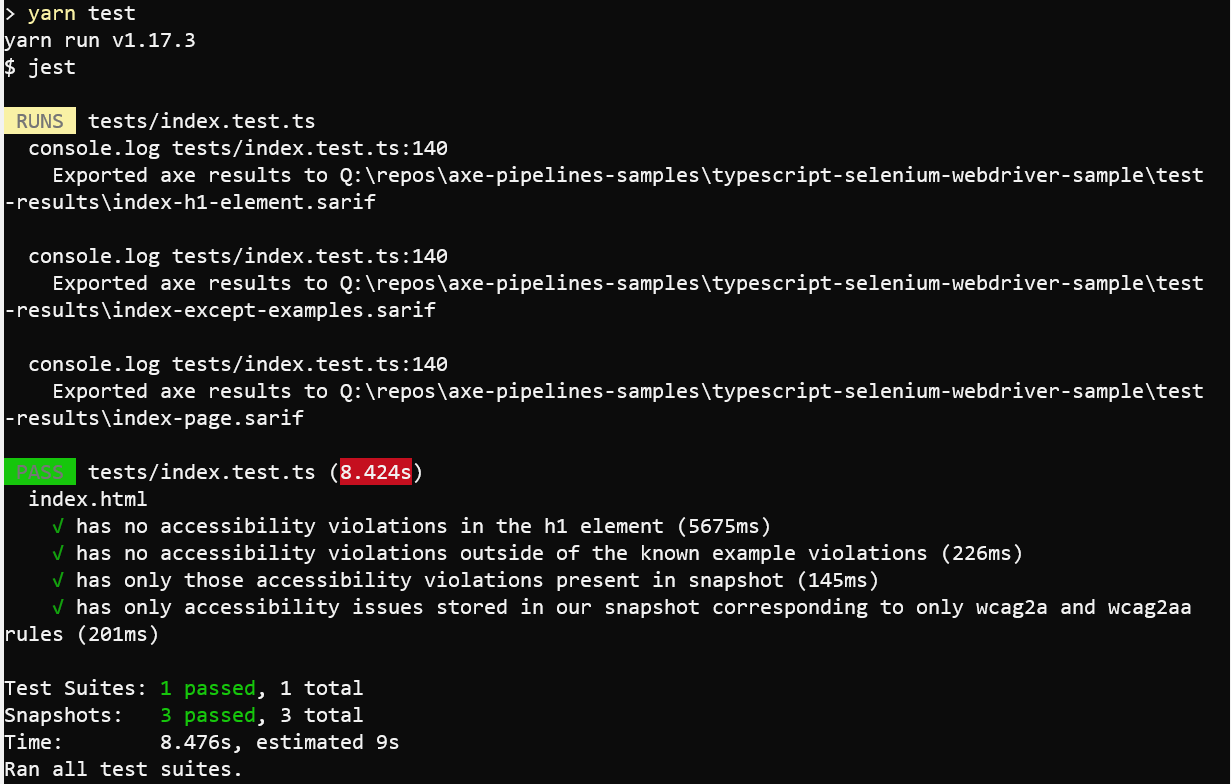 > yarn test
yarn run v1.17.3
$ jest
RUNS tests/index.test.ts
console.log tests/index.test.ts:140
Exported axe results to Q:\repos\axe-pipelines-samples\typescript-selenium-webdriver-sample\test
-results\index-h1-element.sarif
console.log tests/index.test.ts:140
Exported axe results to Q:\repos\axe-pipelines-samples\typescript-selenium-webdriver-sample\test
-results\index-except-examples.sarif
console.log tests/index.test.ts:140
Exported axe results to Q:\repos\axe-pipelines-samples\typescript-selenium-webdriver-sample\test
-results\index-page.sarif
PASS tests/index.test.ts (8.424s)
index.html
√ has no accessibility violations in the h1 element (5675ms)
√ has no accessibility violations outside of the known example violations (226ms)
√ has only those accessibility violations present in snapshot (145ms)
√ has only accessibility issues stored in our snapshot corresponding to only wcag2a and wcag2aa
rules (201ms)
Test Suites: 1 passed, 1 total
Snapshots:   3 passed, 3 total
Time:        8.476s, estimated 9s
Ran all test suites.